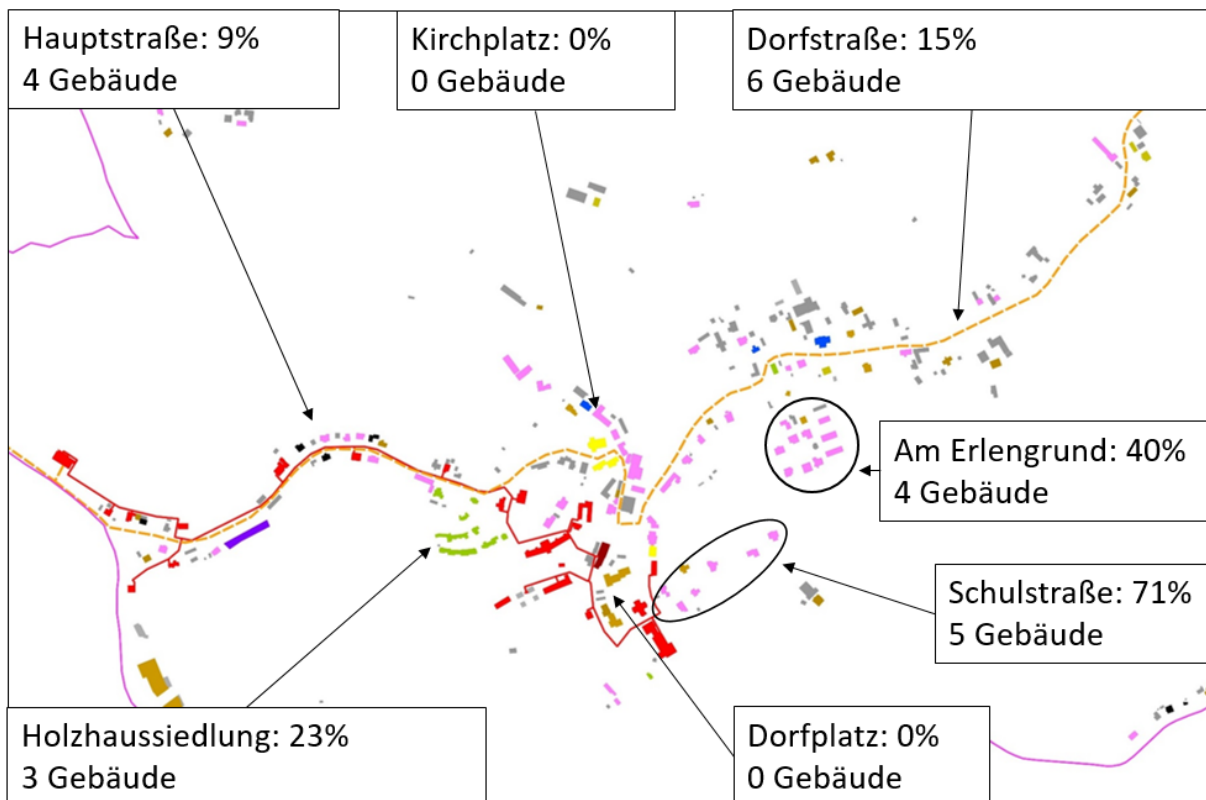 Hauptstraße: 9%
4 Gebäude
Kirchplatz: 0%
0 Gebäude
Dorfstraße: 15%
6 Gebäude
Am Erlengrund: 40%
4 Gebäude
Schulstraße: 71%
5 Gebäude
Holzhaussiedlung: 23%
3 Gebäude
Dorfplatz: 0%
0 Gebäude